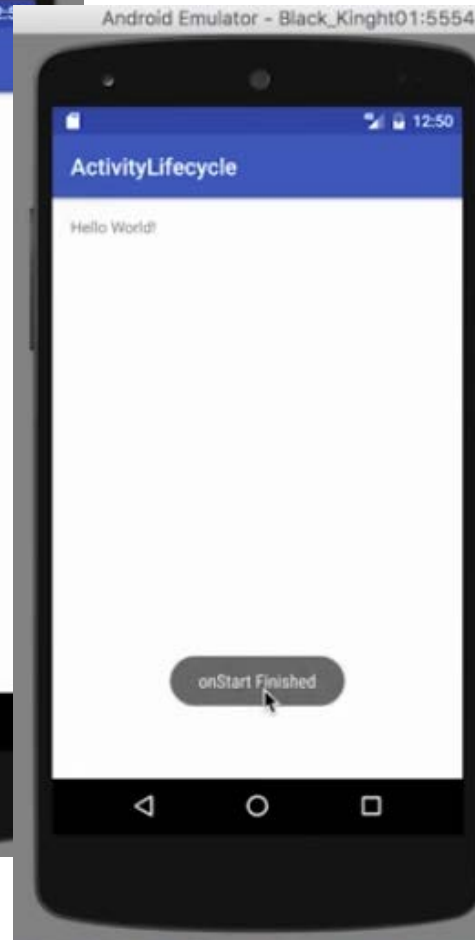 Android Emulator - Black_Kinght01:5554
12:50
ActivityLifecycle
Hello World!
onStart Finished